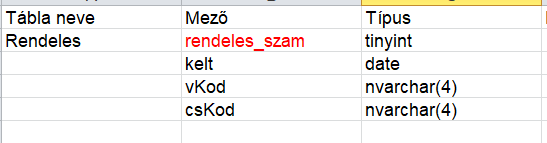 Tábla neve Mező Típus
Rendeles rendeles_szam tinyint
kelt date
vKod nvarchar(4)
csKod nvarchar(4)